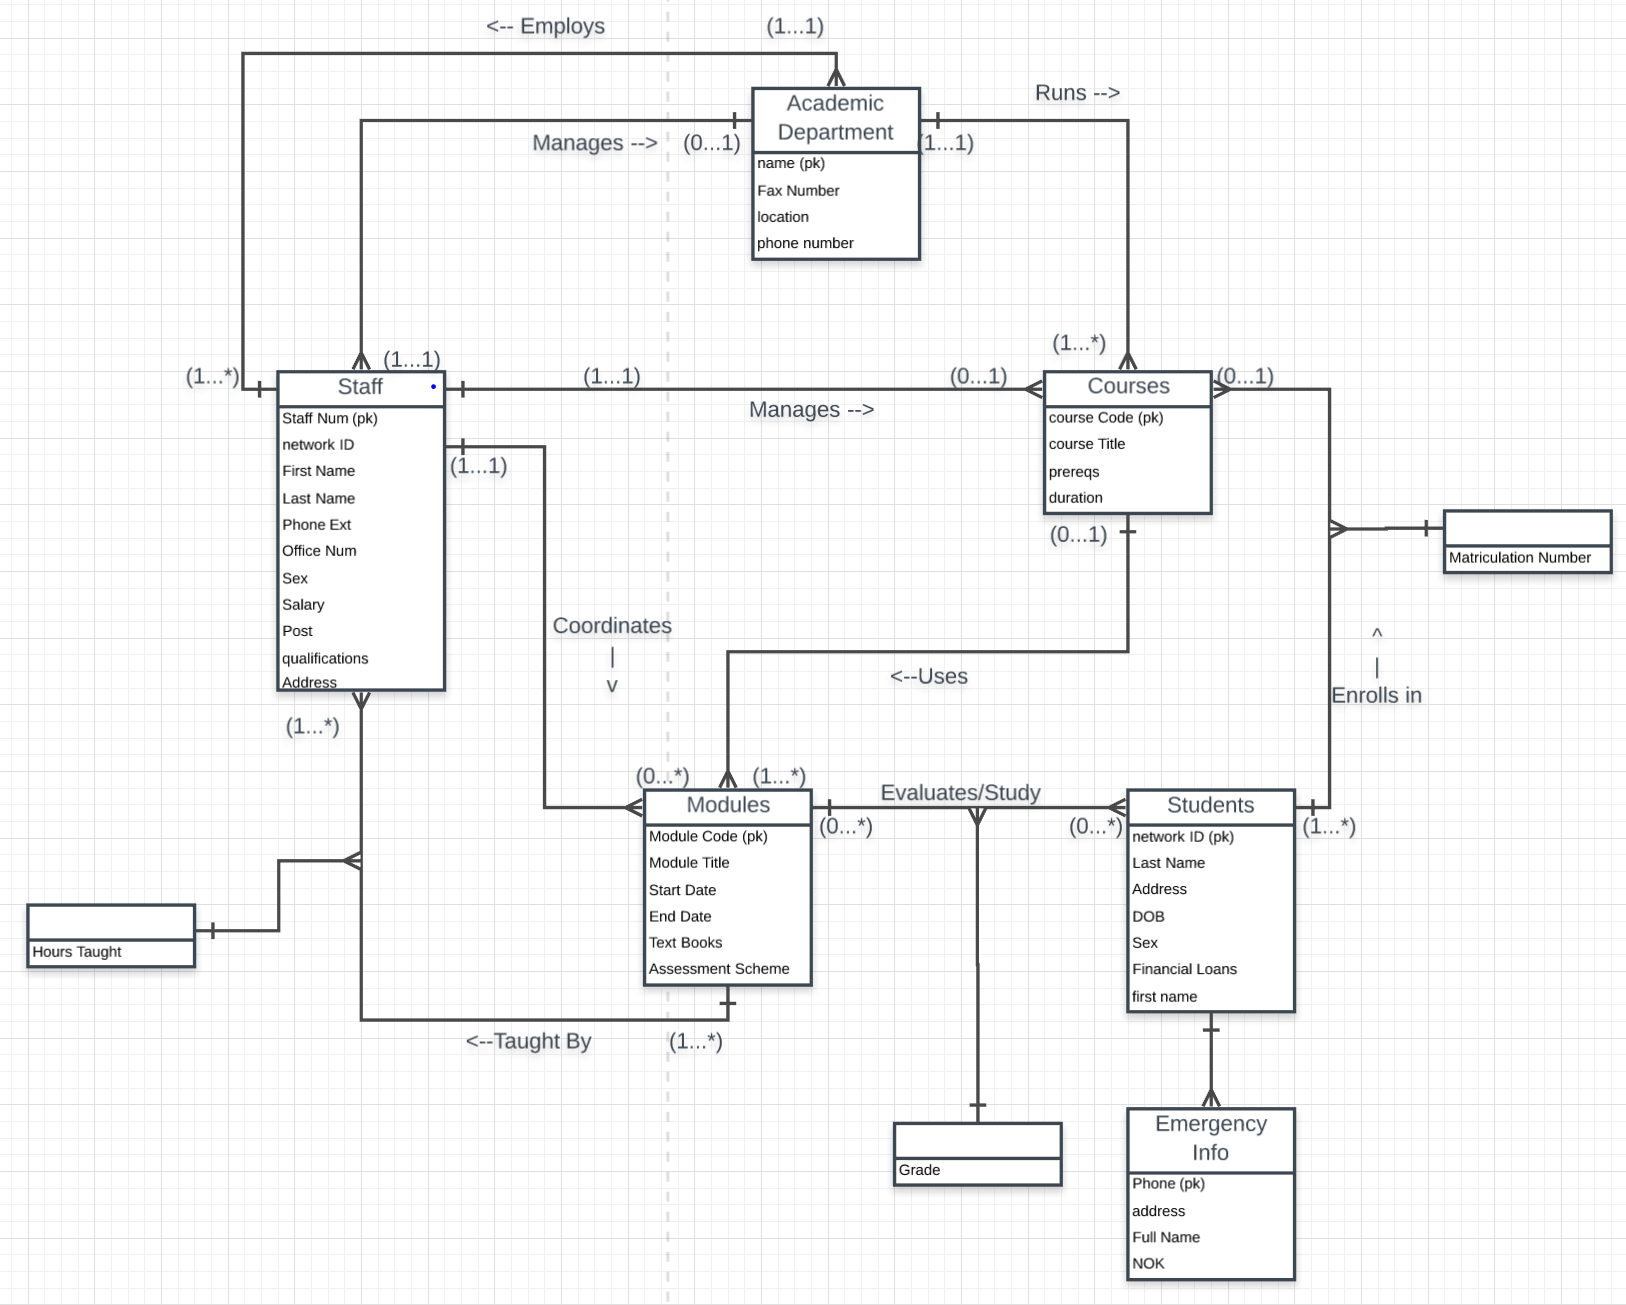 <-- Employs
(1...1)
Academic
Department
name (pk)
Fax Number
location
phone number
Runs -->
Manages -->
(0...1)
(1...1)
(1...*)
(1...1)
(1...*)
Staff
Staff Num (pk)
network ID
First Name
Last Name
Phone Ext
Office Num
Sex
Salary
Post
qualifications
Address
(1...1)
(0...1)
Manages -->
Courses
course Code (pk)
course Title
prereqs
duration
(0...1)
(1...1)
(0...1)
Matriculation Number
Coordinates
|
v
<--Uses
^
|
Enrolls in
(1...*)
(0...*)
(1...*)
Modules
Module Code (pk)
Module Title
Start Date
End Date
Text Books
Assessment Scheme
Evaluates/Study
(0...*)
(0...*)
Students
network ID (pk)
Last Name
Address
DOB
Sex
Financial Loans
first name
(1...*)
Hours Taught
<--Taught By
(1...*)
Grade
Emergency
Info
Phone (pk)
address
Full Name
NOK